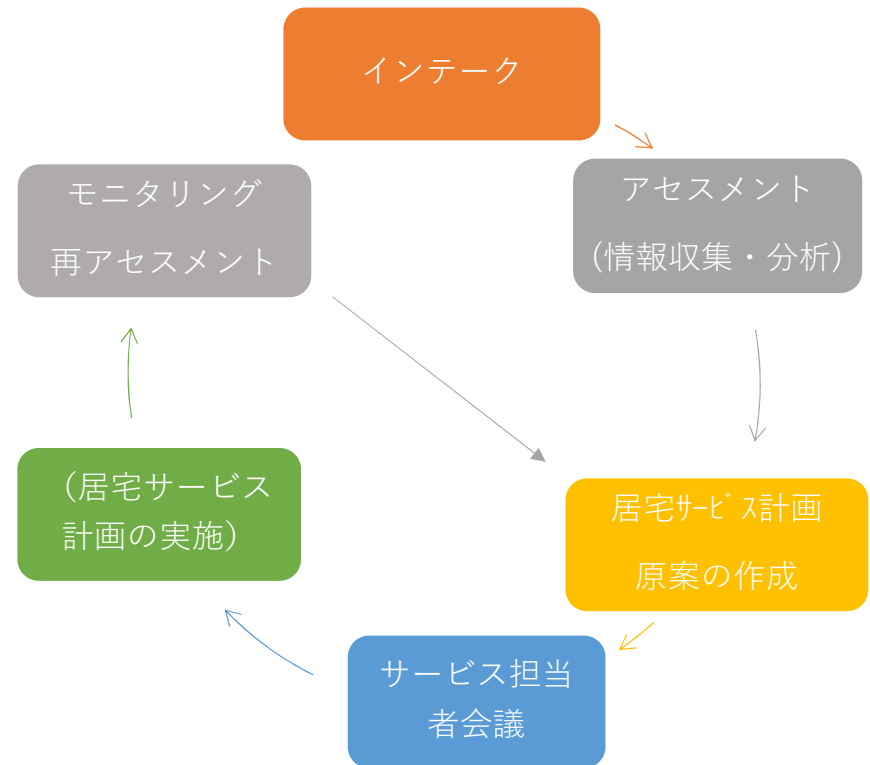 インテーク
アセスメント
(情報収集・分析)
居宅ｻｰﾋﾞｽ計画
原案の作成
サービス担当
者会議
（居宅サービス
計画の実施）
モニタリング
再アセスメント